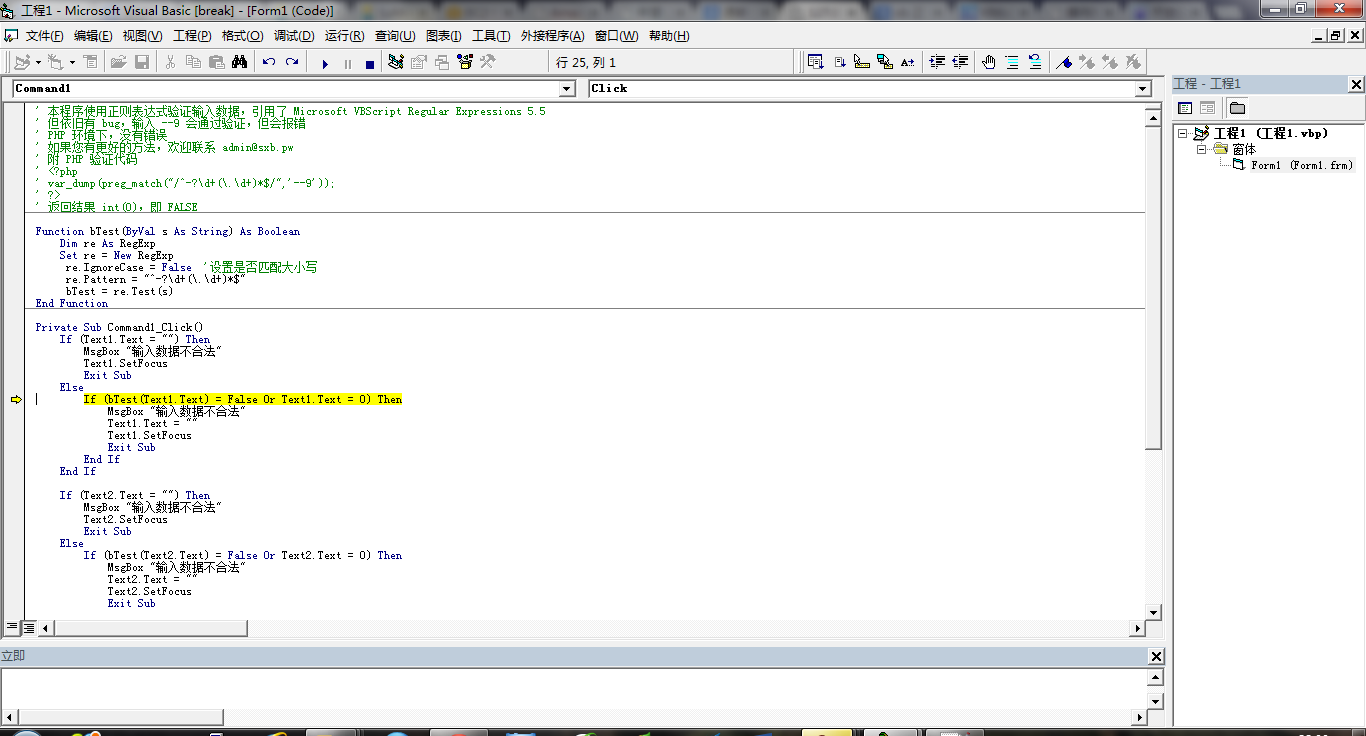 工程1 - Microsoft Visual Basic [break] - [Form1 (Code)]
文件(F) 编辑(E) 视图(V) 工程(P) 格式(O) 调试(D) 运行(R) 查询(U) 图表(I) 工具(T) 外接程序(A) 窗口(W) 帮助(H)
行 25, 列 1
Command1 Click
' 本程序使用正则表达式验证输入数据，引用了 Microsoft VBScript Regular Expressions 5.5
' 但依旧有 bug，输入 --9 会通过验证，但会报错
' PHP 环境下，没有错误
' 如果您有更好的方法，欢迎联系 admin@sxb.pw
' 附 PHP 验证代码
' <?php
' var_dump(preg_match("/^-?\d+(\.\d+)*$/",'--9'));
' ?>
' 返回结果 int(0)，即 FALSE
Function bTest(ByVal s As String) As Boolean
Dim re As RegExp
Set re = New RegExp
re.IgnoreCase = False '设置是否匹配大小写
re.Pattern = "^-?\d+(\.\d+)*$"
bTest = re.Test(s)
End Function
Private Sub Command1_Click()
If (Text1.Text = "") Then
MsgBox "输入数据不合法"
Text1.SetFocus
Exit Sub
Else
If (bTest(Text1.Text) = False Or Text1.Text = 0) Then
MsgBox "输入数据不合法"
Text1.Text = ""
Text1.SetFocus
Exit Sub
End If
End If
If (Text2.Text = "") Then
MsgBox "输入数据不合法"
Text2.SetFocus
Exit Sub
Else
If (bTest(Text2.Text) = False Or Text2.Text = 0) Then
MsgBox "输入数据不合法"
Text2.Text = ""
Text2.SetFocus
Exit Sub
立即
工程 - 工程1
工程1 (工程1.vbp)
窗体
Form1 (Form1.frm)